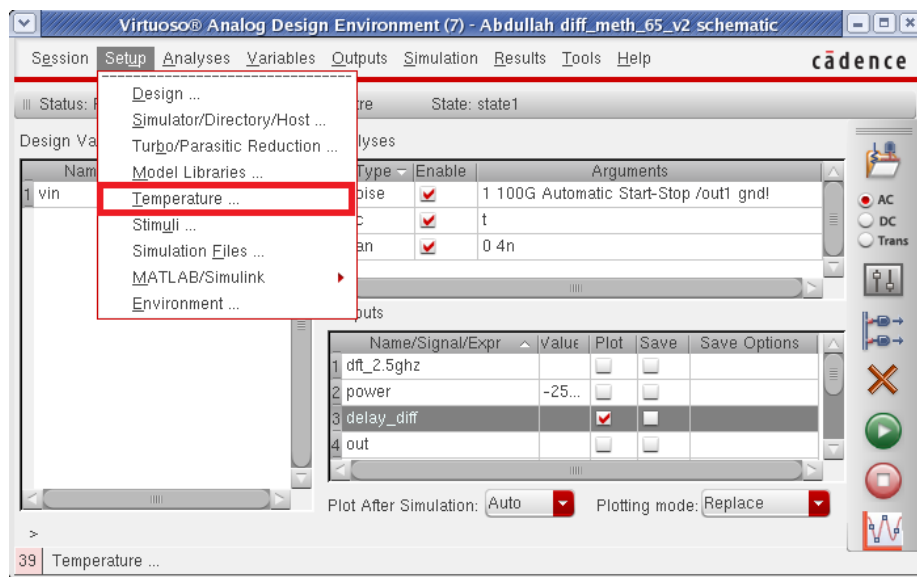 Virtuoso® Analog Design Environment (7) - Abdullah diff_meth_65_v2 schematic
Session Setup Analyses Variables Outputs Simulation Results Tools Help cādence
Status: State: state1
Design ...
Simulator/Directory/Host ...
Turbo/Parasitic Reduction ...
Model Libraries ...
Temperature ...
Stimuli ...
Simulation Files ...
MATLAB/Simulink
Environment ...
Design Va
Nam
1 vin
lyses
Type Enable Arguments
oise 1 100G Automatic Start-Stop /out1 gnd!
c t
an 0 4n
puts
Name/Signal/Expr Value Plot Save Save Options
1 dft_2.5ghz
2 power -25...
3 delay_diff
4 out
Plot After Simulation: Auto Plotting mode: Replace
AC
DC
Trans
>
39 Temperature ...